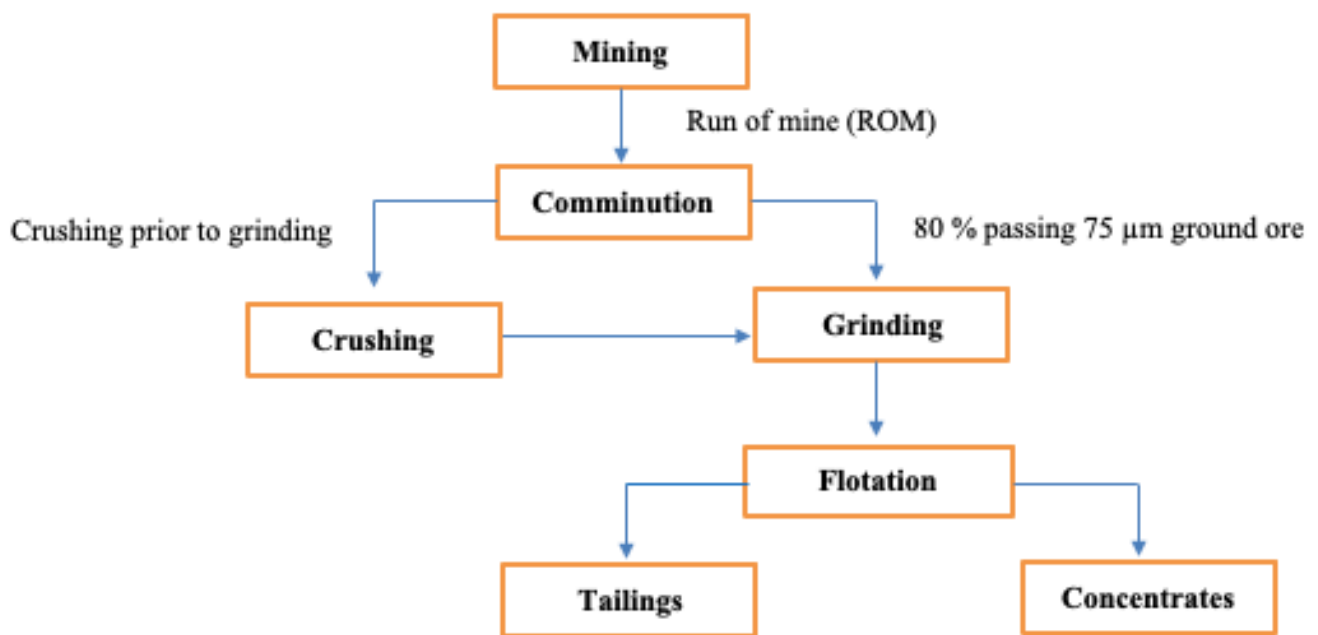 Mining
Run of mine (ROM)
Comminution
Crushing prior to grinding
80 % passing 75 µm ground ore
Crushing
Grinding
Flotation
Tailings
Concentrates